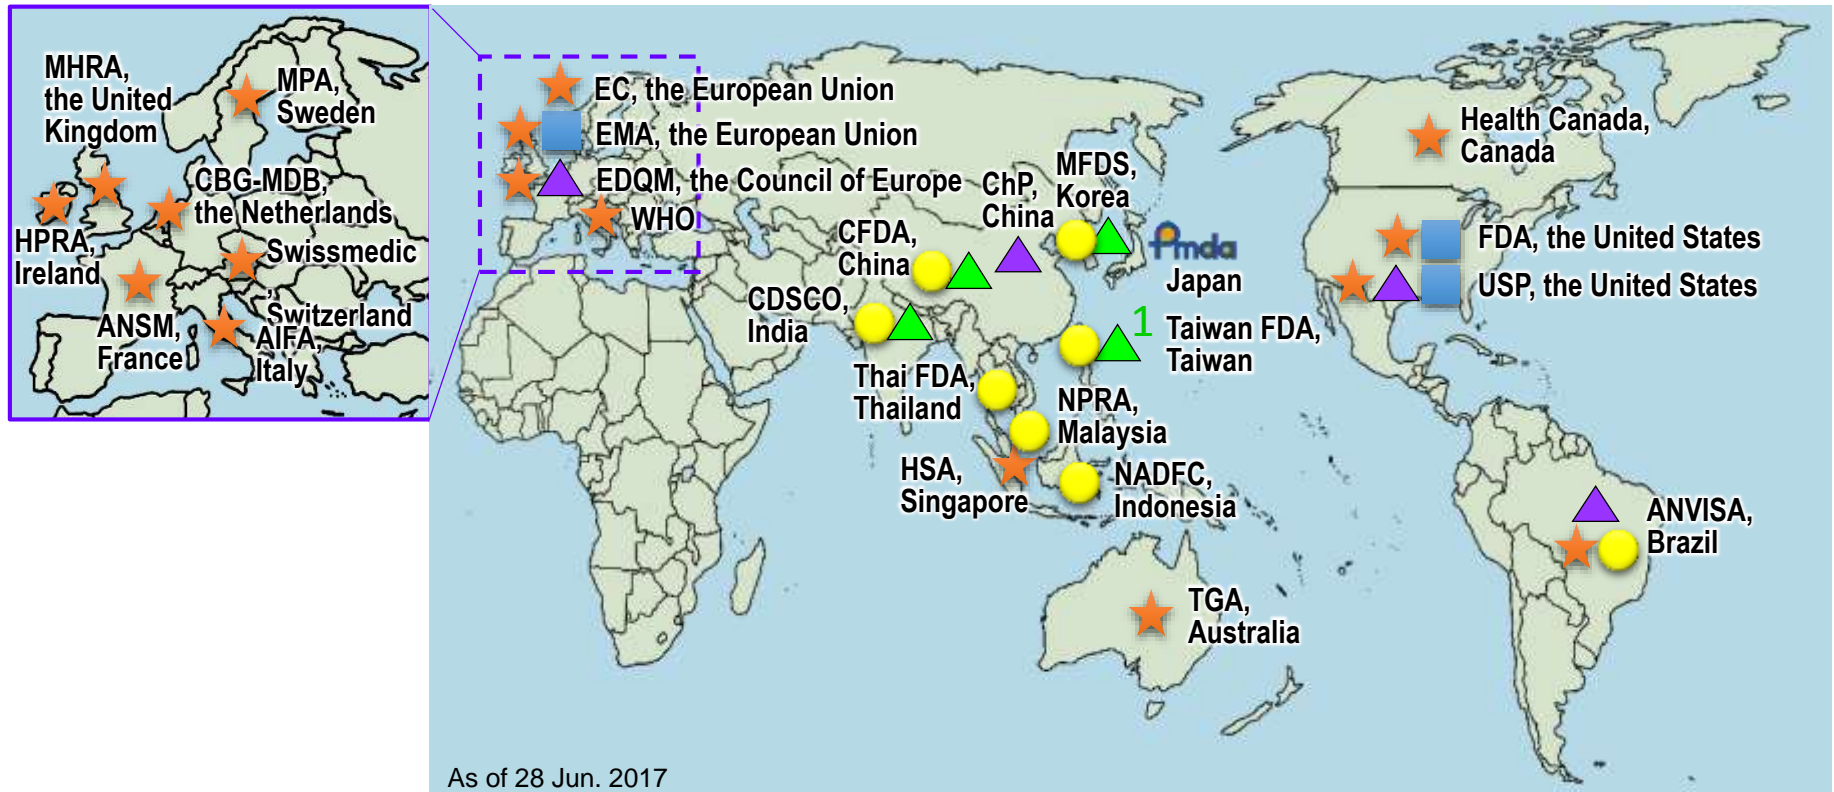 MHRA,
the United
Kingdom
MPA,
Sweden
CBG-MDB,
the Netherlands
HPRA,
Ireland
Swissmedic
,
Switzerland
ANSM,
France
AIFA,
Italy
EC, the European Union
EMA, the European Union
EDQM, the Council of Europe
WHO
ChP,
China
MFDS,
Korea
CFDA,
China
pmda
Japan
CDSCO,
India
1
Taiwan FDA,
Taiwan
Thai FDA,
Thailand
NPRA,
Malaysia
HSA,
Singapore
NADFC,
Indonesia
TGA,
Australia
Health Canada,
Canada
FDA, the United States
USP, the United States
ANVISA,
Brazil
As of 28 Jun. 2017